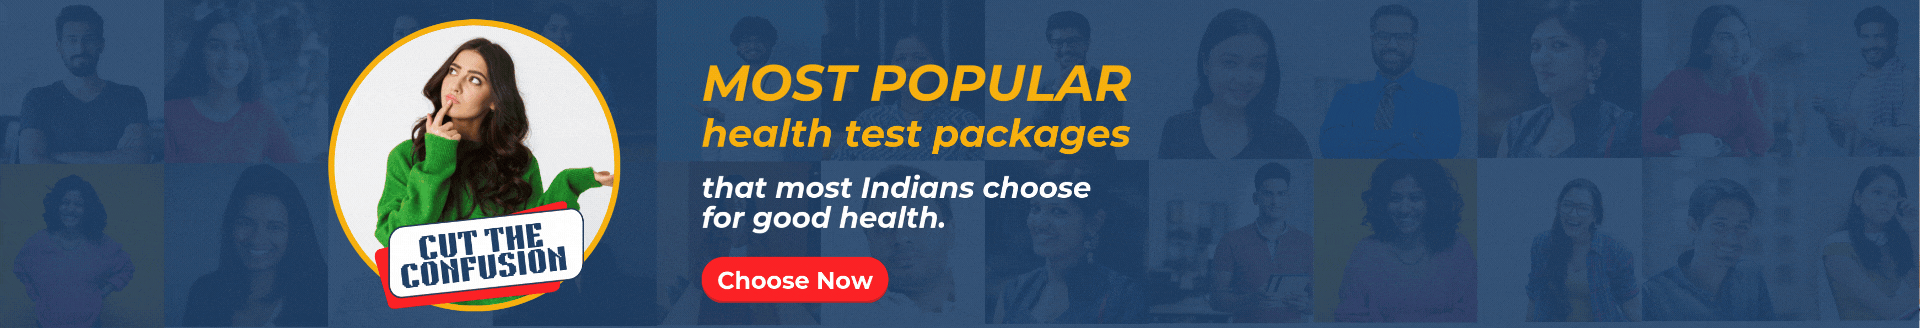 CUT THE
CONFUSION
MOST POPULAR
health test packages
that most Indians choose
for good health.
Choose Now